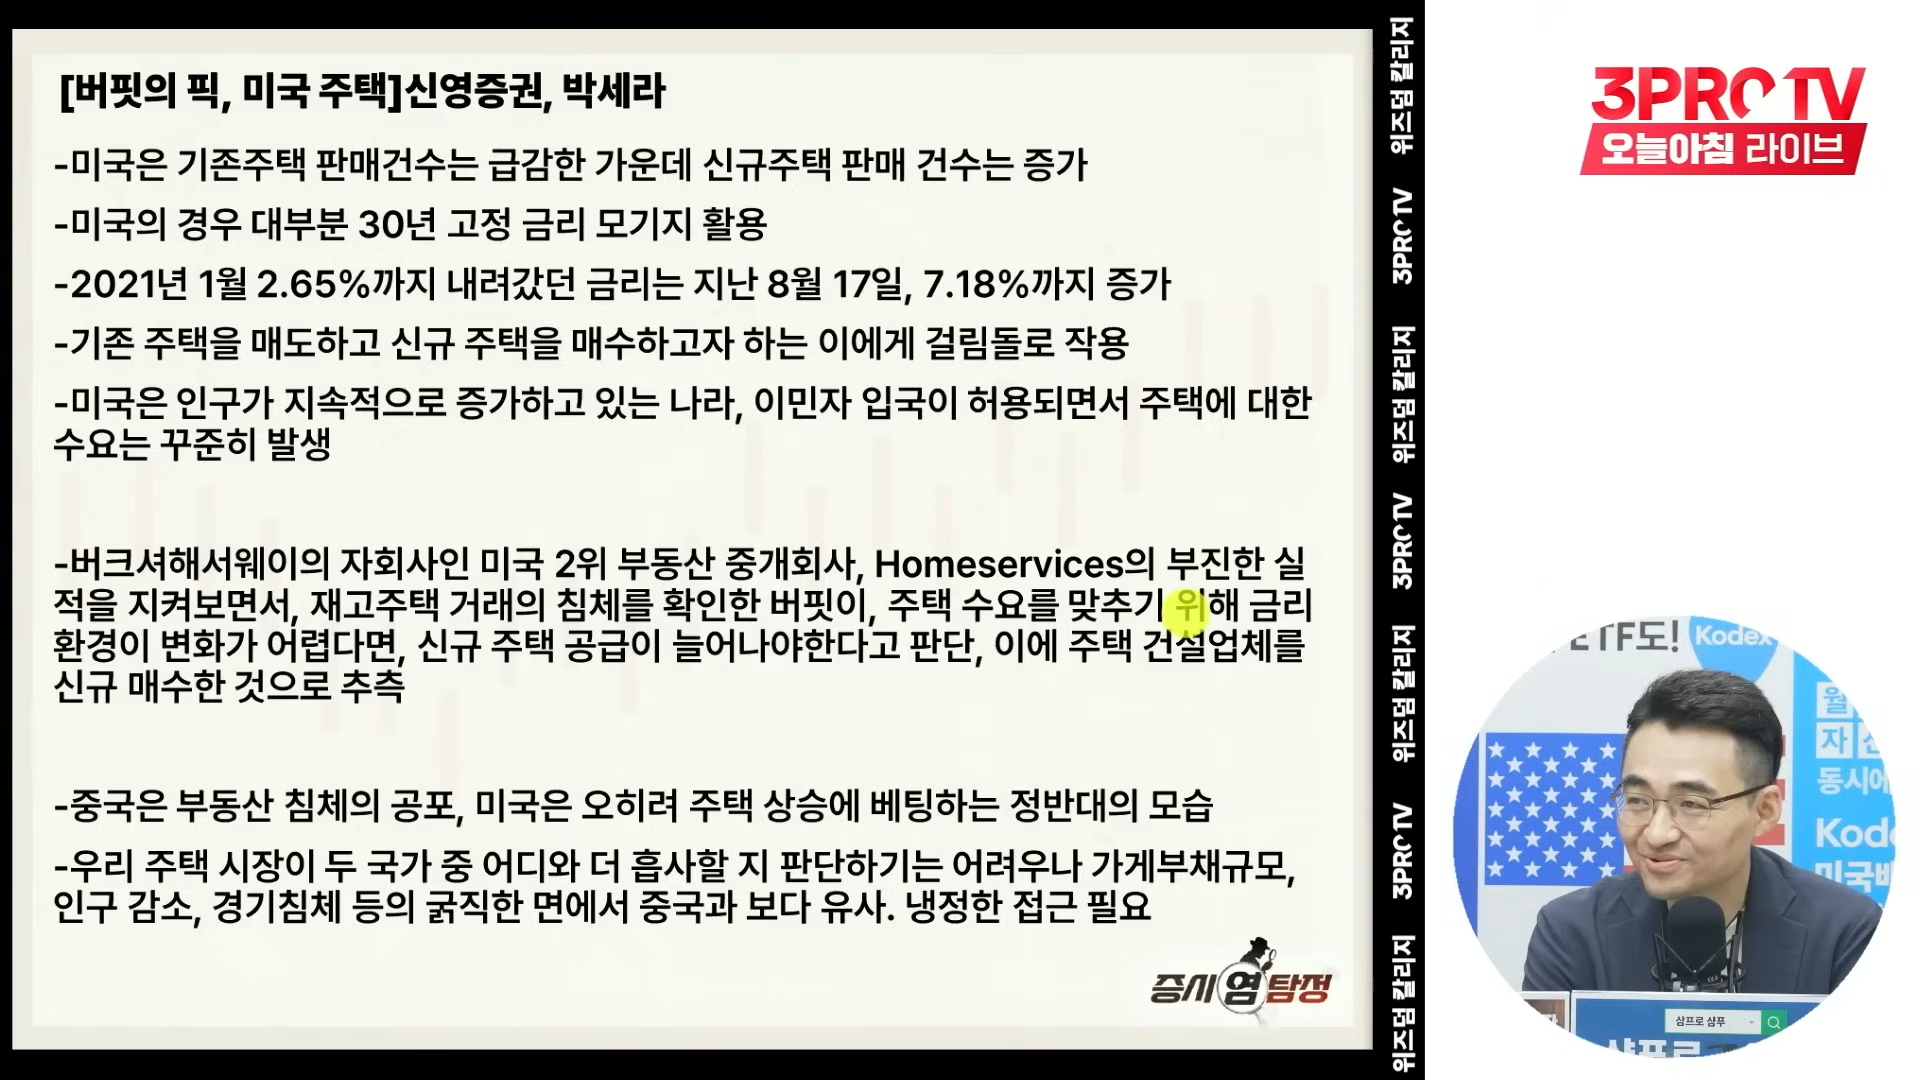 [버핏의 픽, 미국 주택]신영증권, 박세라
-미국은 기존주택 판매건수는 급감한 가운데 신규주택 판매 건수는 증가
-미국의 경우 대부분 30년 고정 금리 모기지 활용
-2021년 1월 2.65%까지 내려갔던 금리는 지난 8월 17일, 7.18%까지 증가
-기존 주택을 매도하고 신규 주택을 매수하고자 하는 이에게 걸림돌로 작용
-미국은 인구가 지속적으로 증가하고 있는 나라, 이민자 입국이 허용되면서 주택에 대한
수요는 꾸준히 발생
-버크셔해서웨이의 자회사인 미국 2위 부동산 중개회사, Homeservices의 부진한 실
적을 지켜보면서, 재고주택 거래의 침체를 확인한 버핏이, 주택 수요를 맞추기 위해 금리
환경이 변화가 어렵다면, 신규 주택 공급이 늘어나야한다고 판단, 이에 주택 건설업체를
신규 매수한 것으로 추측
-중국은 부동산 침체의 공포, 미국은 오히려 주택 상승에 베팅하는 정반대의 모습
-우리 주택 시장이 두 국가 중 어디와 더 흡사할 지 판단하기는 어려우나 가게부채규모,
인구 감소, 경기침체 등의 굵직한 면에서 중국과 보다 유사. 냉정한 접근 필요
증시 염 탐정
위즈덤 칼리지
3PROTV
위즈덤 칼리지
3PROTV
위즈덤 칼리지
3PROTV
위즈덤 칼리지
3PROTV
오늘아침 라이브
ETF도!
Kodex
월
자
동시에
Kode
미국배
삼프로 샴푸
샴프로